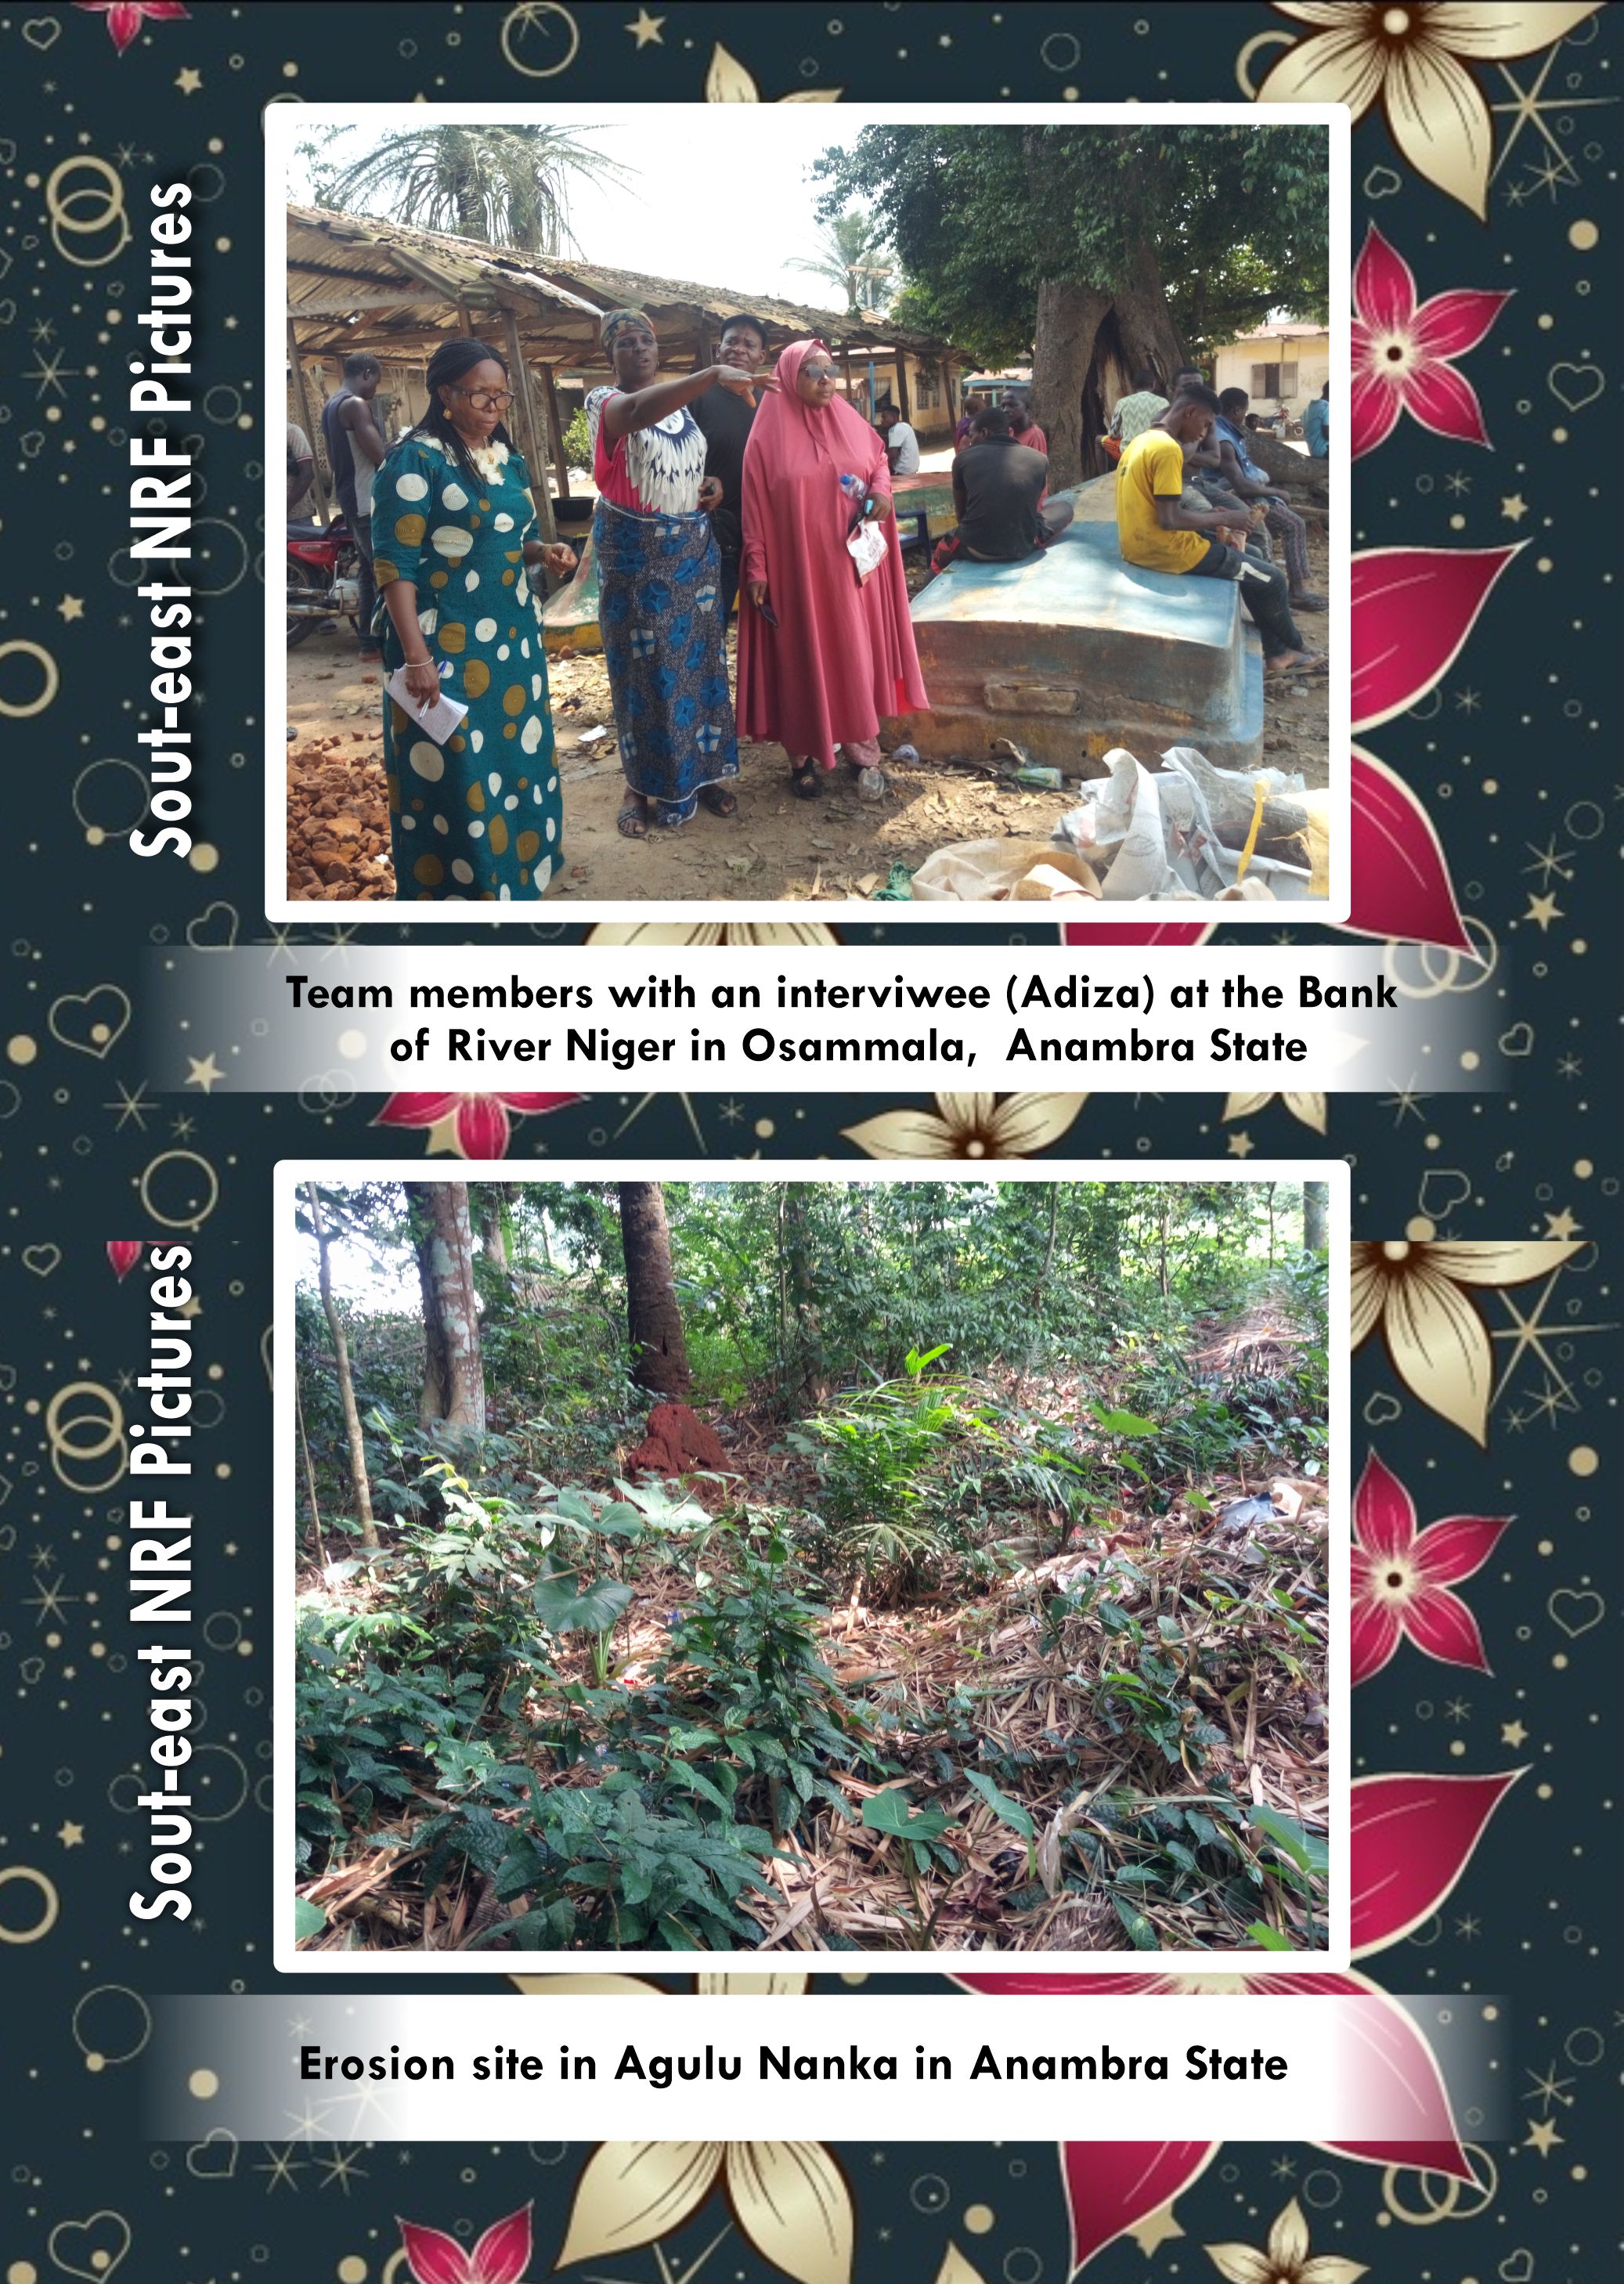 Sout-east NRF Pictures
Team members with an interviwee (Adiza) at the Bank
of River Niger in Osammala, Anambra State
Sout-east NRF Pictures
Erosion site in Agulu Nanka in Anambra State